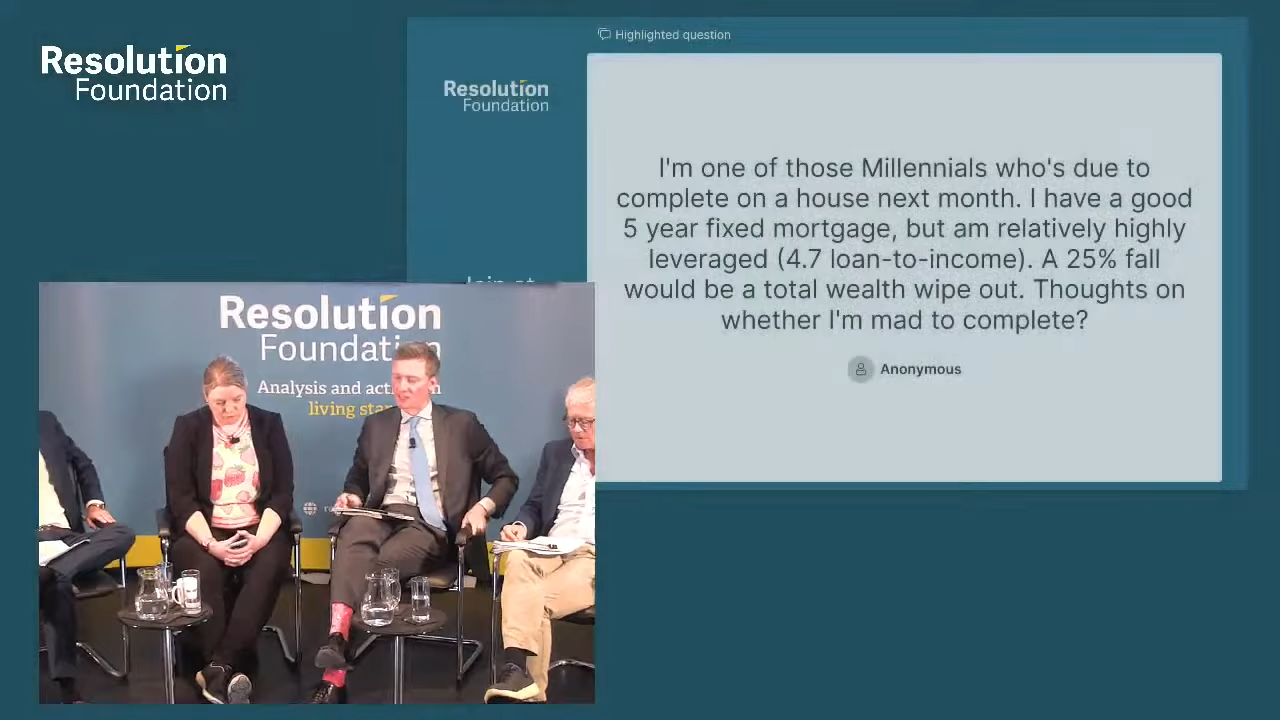 Resolution
Foundation
Highlighted question
Resolution
Foundation
I'm one of those Millennials who's due to
complete on a house next month. I have a good
5 year fixed mortgage, but am relatively highly
leveraged (4.7 loan-to-income). A 25% fall
would be a total wealth wipe out. Thoughts on
whether I'm mad to complete?
Anonymous
Resolution
Foundation
Analysis and
living